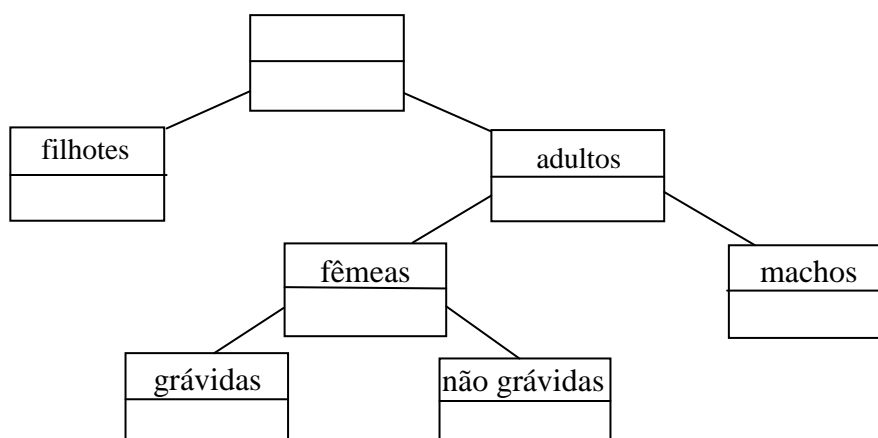 filhotes
adultos
fêmeas
machos
grávidas
não grávidas